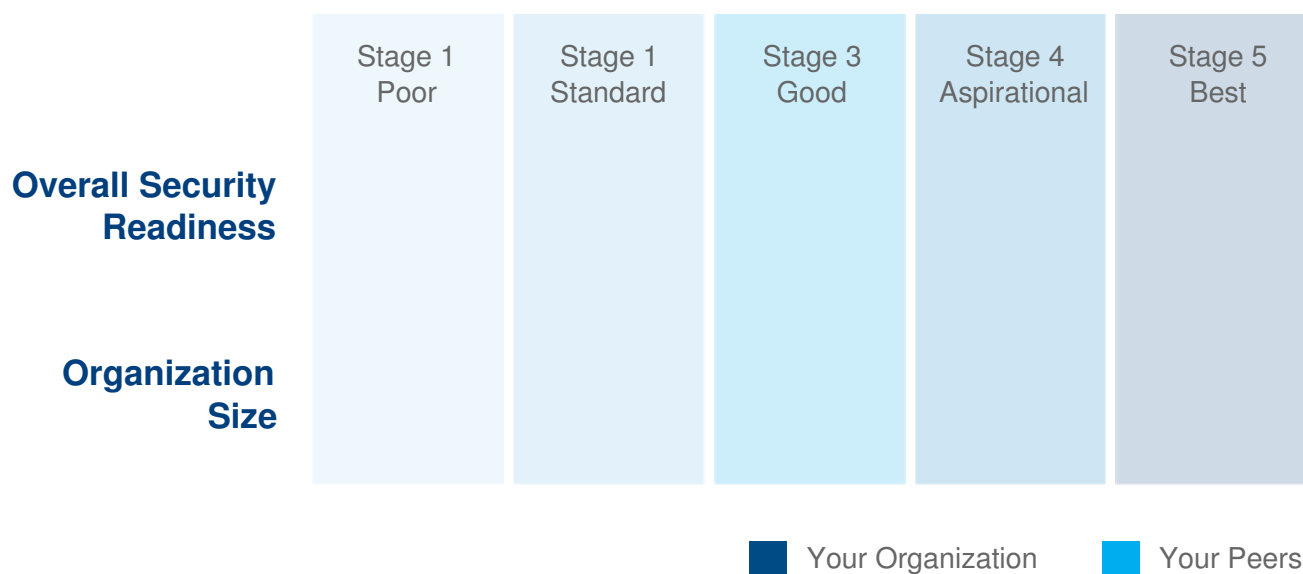 Stage 1
Poor
Stage 1
Standard
Stage 3
Good
Stage 4
Aspirational
Stage 5
Best
Overall Security
Readiness
Organization
Size
Your Organization
Your Peers